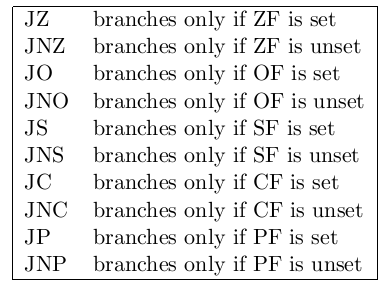 JZ branches only if ZF is set
JNZ branches only if ZF is unset
JO branches only if OF is set
JNO branches only if OF is unset
JS branches only if SF is set
JNS branches only if SF is unset
JC branches only if CF is set
JNC branches only if CF is unset
JP branches only if PF is set
JNP branches only if PF is unset